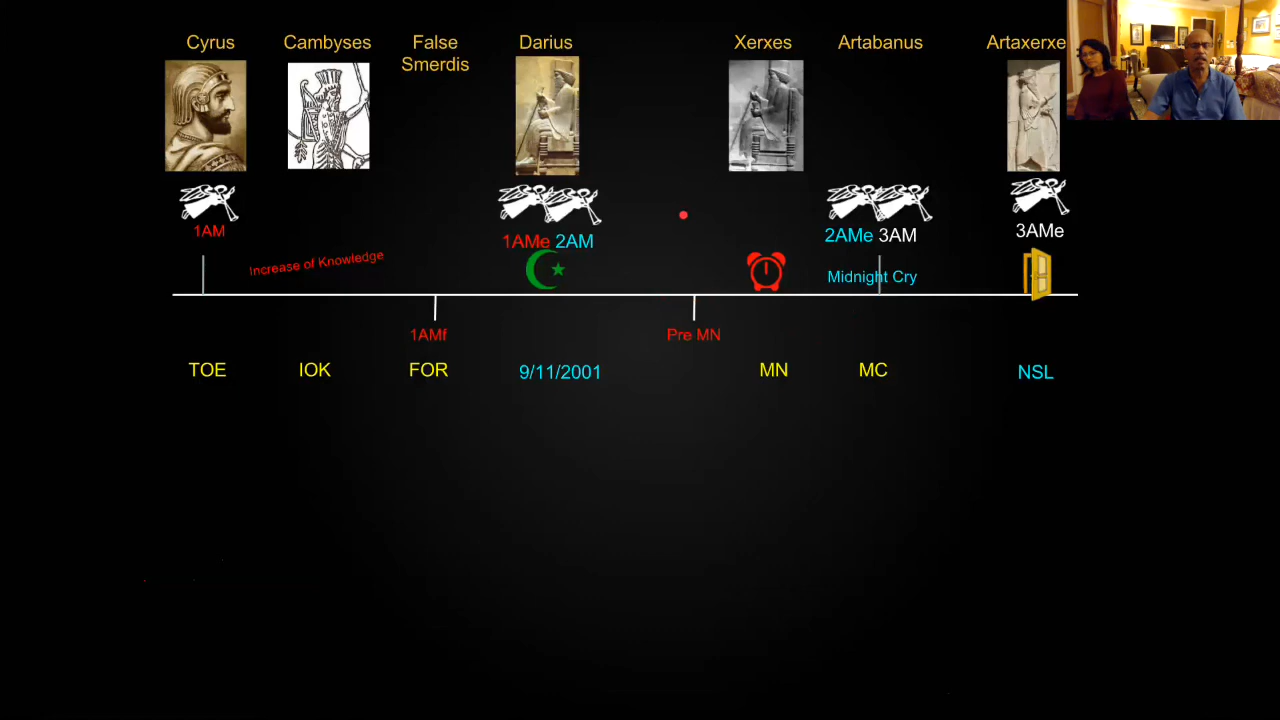 Cyrus
Cambyses
False
Smerdis
Darius
Xerxes
Artabanus
Artaxerxe
1AM
1AMe 2AM
2AMe 3AM
3AMe
Increase of Knowledge
Midnight Cry
1AMf
Pre MN
TOE
IOK
FOR
9/11/2001
MN
MC
NSL